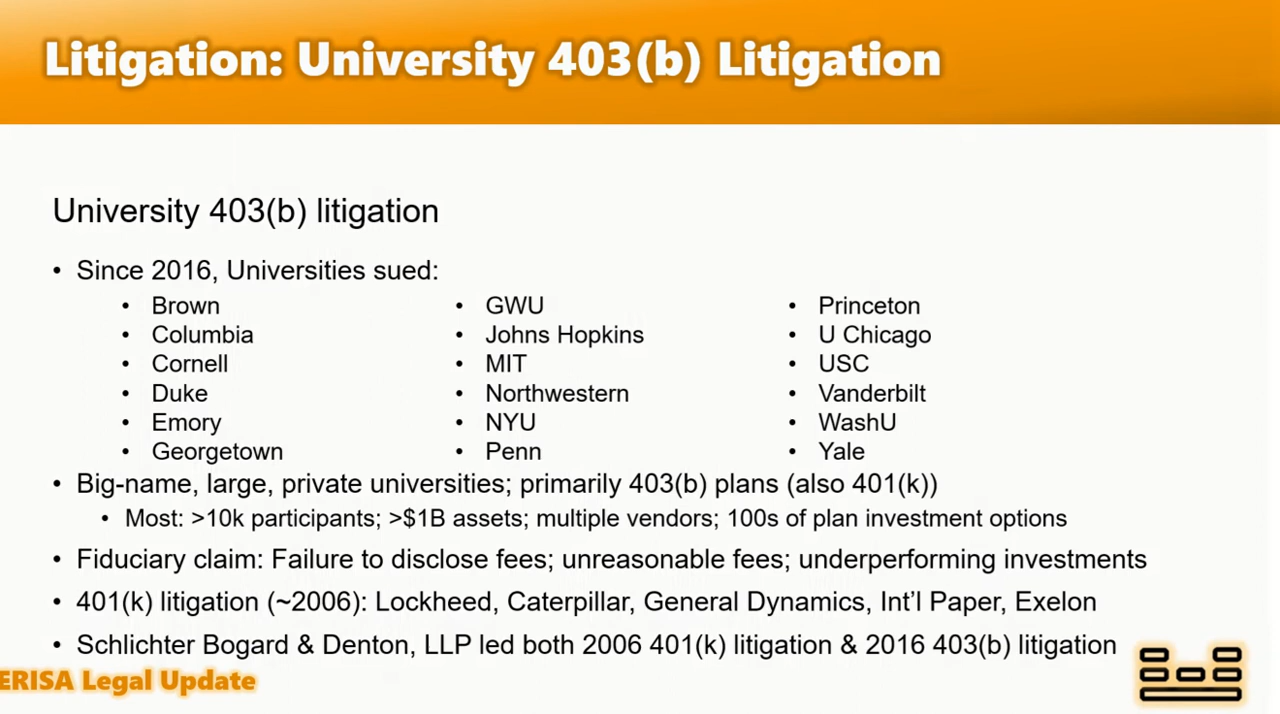 Litigation: University 403(b) Litigation
University 403(b) litigation
• Since 2016, Universities sued:
• Brown
• Columbia
• Cornell
• Duke
• Emory
• Georgetown
• GWU
• Johns Hopkins
• MIT
• Northwestern
• NYU
• Penn
• Princeton
• U Chicago
• USC
• Vanderbilt
• WashU
• Yale
• Big-name, large, private universities; primarily 403(b) plans (also 401(k))
• Most: >10k participants; >$1B assets; multiple vendors; 100s of plan investment options
• Fiduciary claim: Failure to disclose fees; unreasonable fees; underperforming investments
• 401(k) litigation (~2006): Lockheed, Caterpillar, General Dynamics, Int’l Paper, Exelon
• Schlichter Bogard & Denton, LLP led both 2006 401(k) litigation & 2016 403(b) litigation
ERISA Legal Update